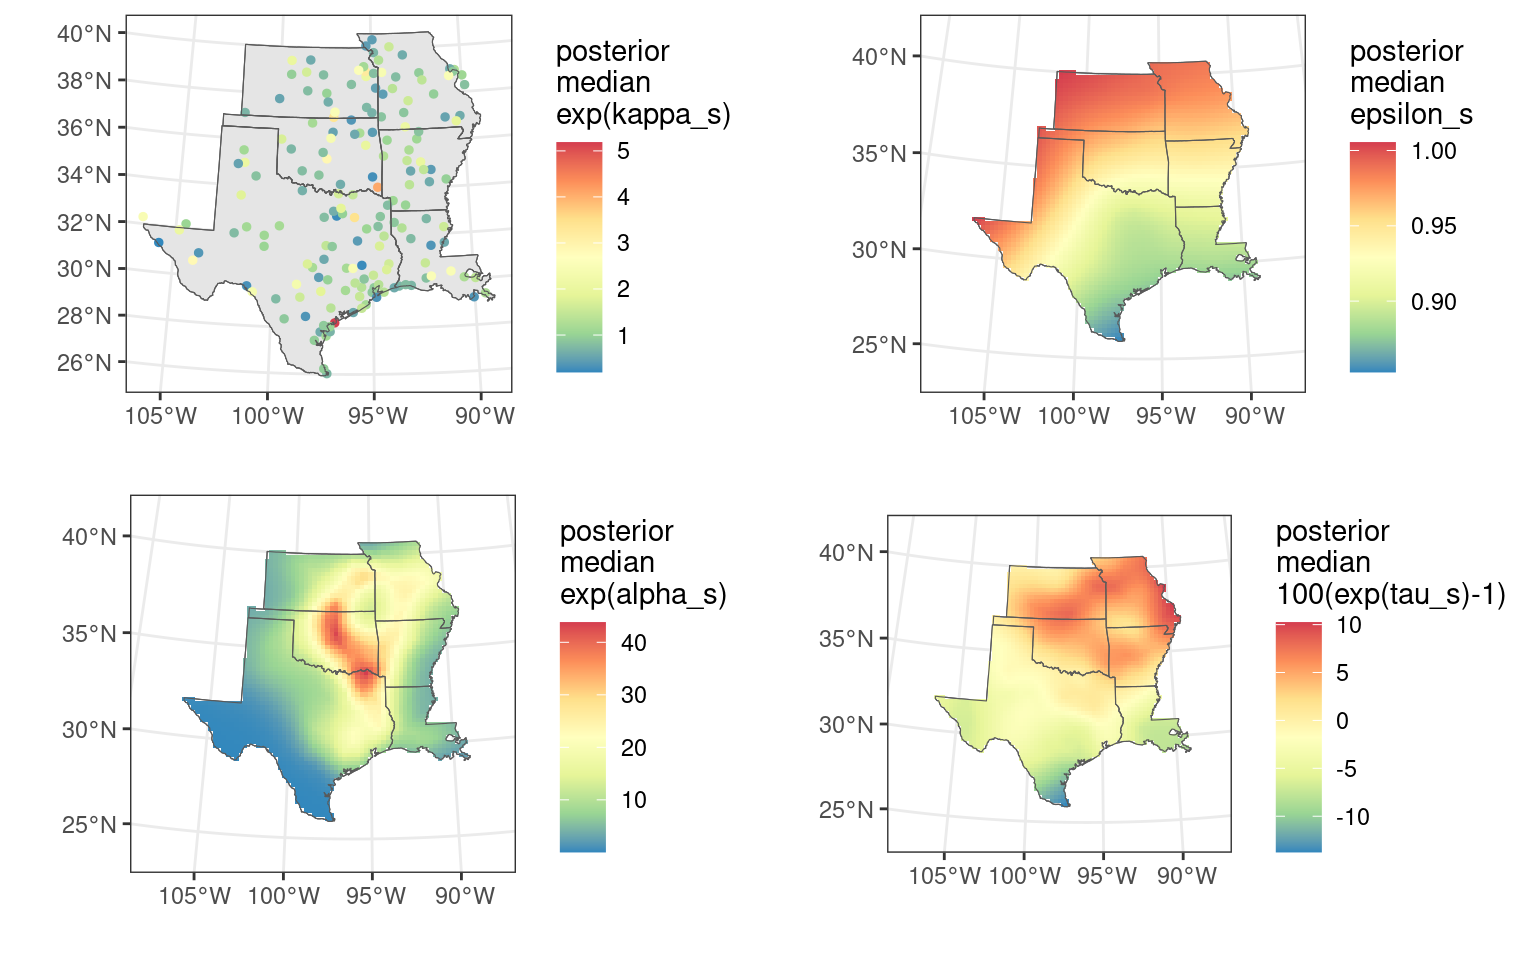 posterior
median
exp(kappa_s)
5
4
3
2
1
40°N
38°N
36°N
34°N
32°N
30°N
28°N
26°N
105°W 100°W 95°W 90°W
posterior
median
epsilon_s
1.00
0.95
0.90
40°N
35°N
30°N
25°N
105°W 100°W 95°W 90°W
posterior
median
exp(alpha_s)
40
30
20
10
40°N
35°N
30°N
25°N
105°W 100°W 95°W 90°W
posterior
median
100(exp(tau_s)-1)
10
5
0
-5
-10
40°N
35°N
30°N
25°N
105°W 100°W 95°W 90°W